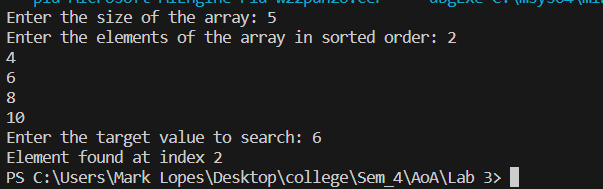 Enter the size of the array: 5
Enter the elements of the array in sorted order: 2
4
6
8
10
Enter the target value to search: 6
Element found at index 2
PS C:\Users\Mark Lopes\Desktop\college\Sem_4\AoA\Lab 3>